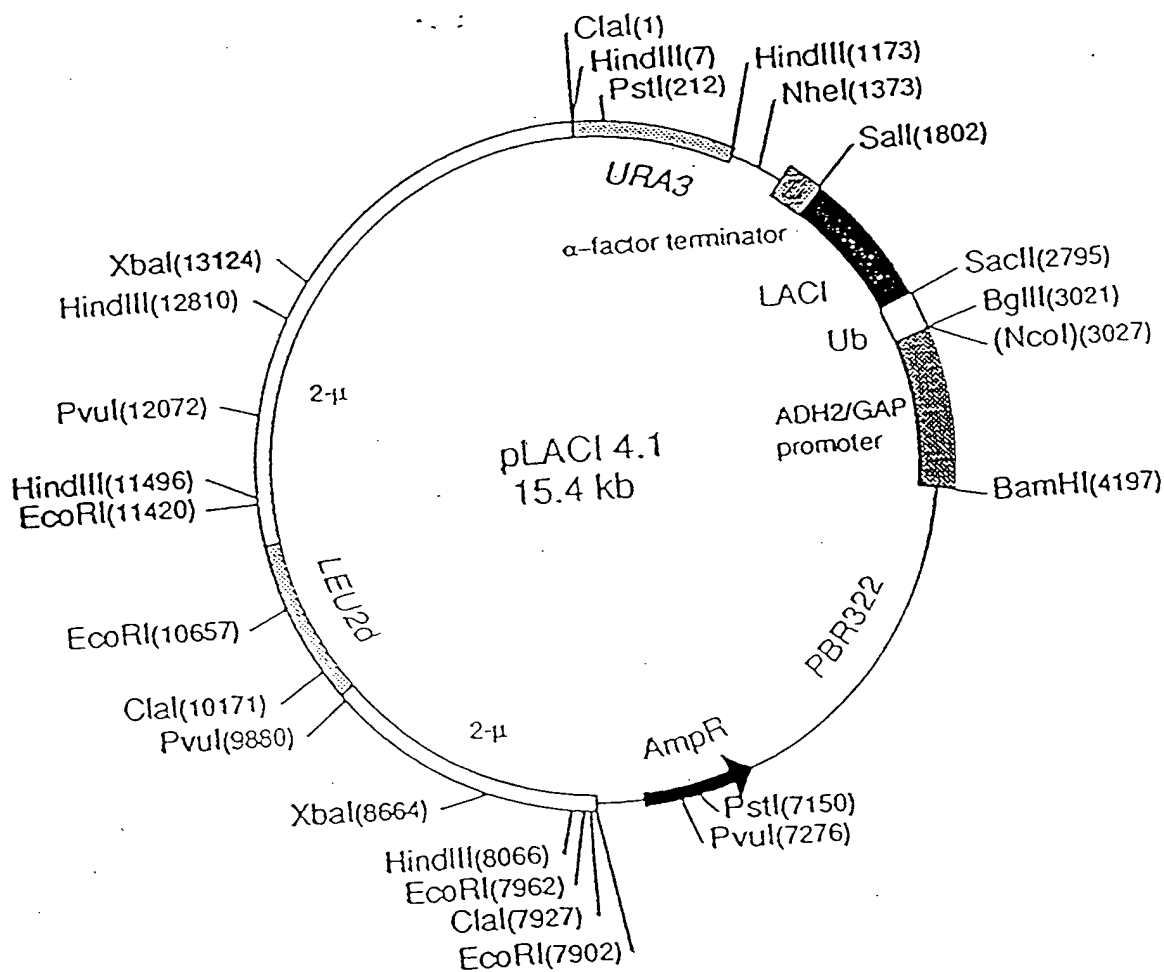 ClaI(1)
HindIII(7)
PstI(212)
HindIII(1173)
NheI(1373)
SalI(1802)
URA3
α-factor terminator
LACI
SacII(2795)
BglII(3021)
(NcoI)(3027)
Ub
ADH2/GAP
promoter
BamHI(4197)
XbaI(13124)
HindIII(12810)
2-μ
PvuI(12072)
pLACI 4.1
15.4 kb
HindIII(11496)
EcoRI(11420)
LEU2d
EcoRI(10657)
PBR322
ClaI(10171)
PvuI(9880)
2-μ
AmpR
XbaI(8664)
PstI(7150)
PvuI(7276)
HindIII(8066)
EcoRI(7962)
ClaI(7927)
EcoRI(7902)